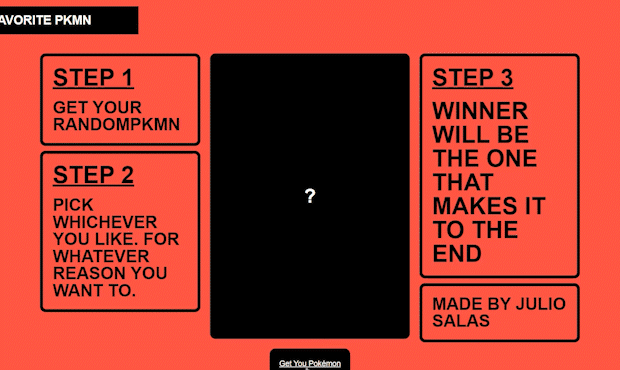 AVORITE PKMN
STEP 1
GET YOUR
RANDOMPKMN
STEP 2
PICK
WHICHEVER
YOU LIKE. FOR
WHATEVER
REASON YOU
WANT TO.
?
STEP 3
WINNER
WILL BE
THE ONE
THAT
MAKES IT
TO THE
END
MADE BY JULIO
SALAS
Get You Pokémon